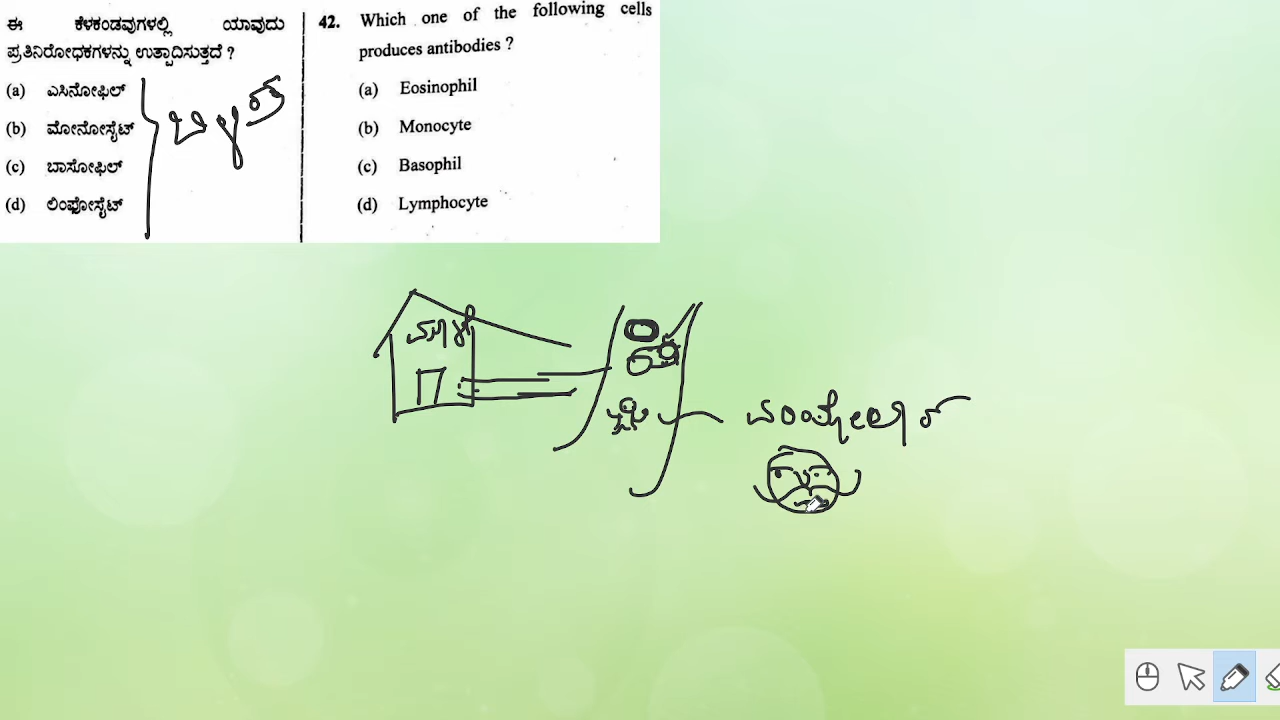 ಈ ಕೆಳಕಂಡವುಗಳಲ್ಲಿ ಯಾವುದು
ಪ್ರತಿನಿರೋಧಕಗಳನ್ನು ಉತ್ಪಾದಿಸುತ್ತದೆ ?
(a) ಎಸಿನೋಫಿಲ್
(b) ಮೋನೋಸೈಟ್
(c) ಬಾಸೋಫಿಲ್
(d) ಲಿಂಫೋಸೈಟ್
42. Which one of the following cells
produces antibodies ?
(a) Eosinophil
(b) Monocyte
(c) Basophil
(d) Lymphocyte